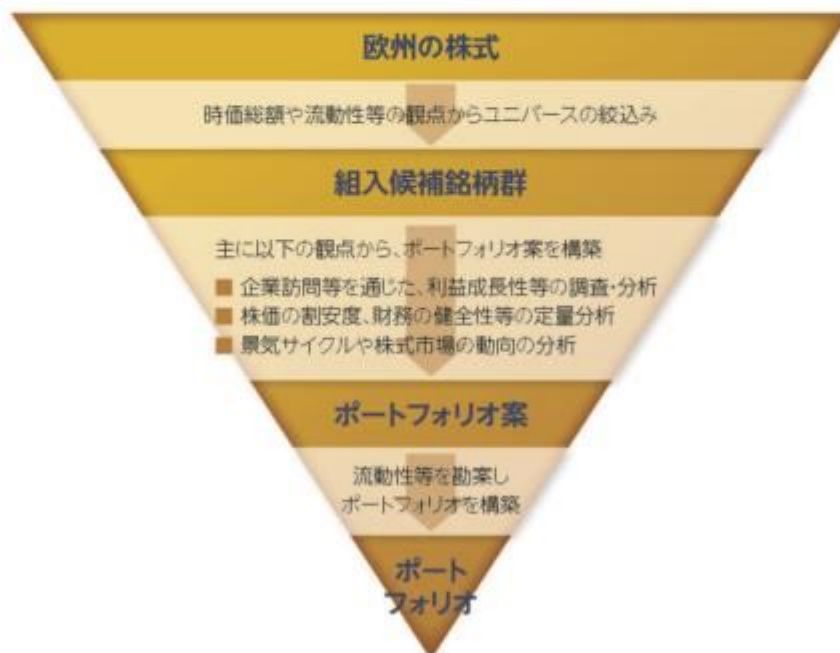 欧州の株式
時価総額や流動性等の観点からユニバースの絞込み
組入候補銘柄群
主に以下の観点から、ポートフォリオ案を構築
■ 企業訪問等を通じた、利益成長性等の調査・分析
■ 株価の割安度、財務の健全性等の定量分析
■ 景気サイクルや株式市場の動向の分析
ポートフォリオ案
流動性等を勘案し
ポートフォリオを構築
ポート
フォリオ